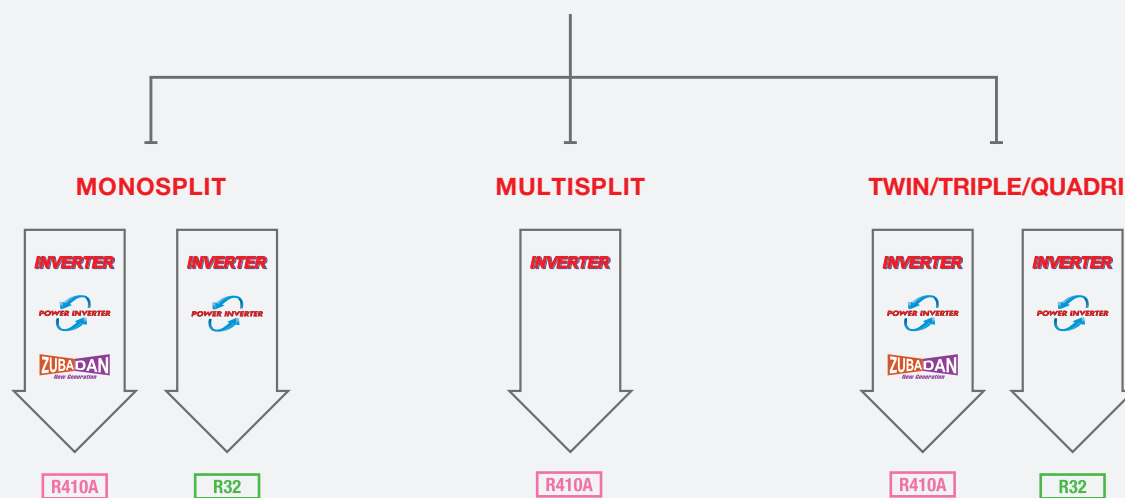 MONOSPLIT
MULTISPLIT
TWIN/TRIPLE/QUADRI
INVERTER
INVERTER
INVERTER
INVERTER
INVERTER
POWER INVERTER
POWER INVERTER
POWER INVERTER
POWER INVERTER
ZUBADAN
New Generation
ZUBADAN
New Generation
R410A
R32
R410A
R410A
R32